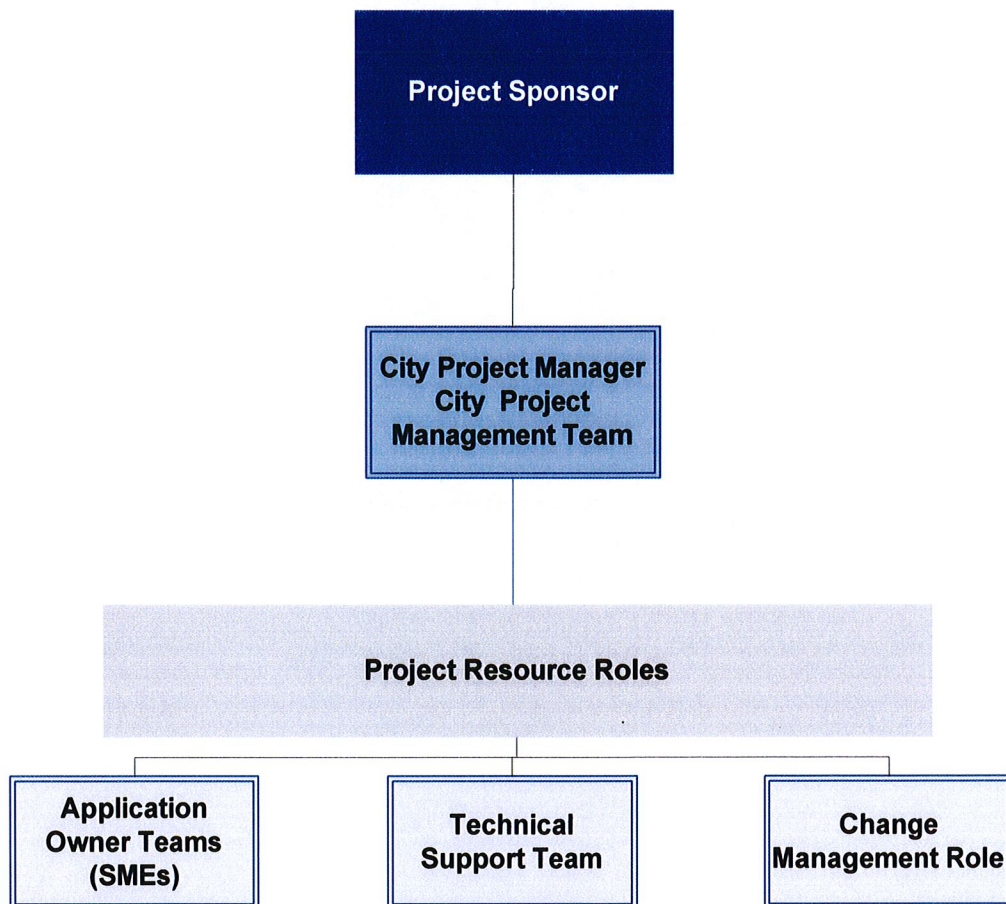 Project Sponsor
City Project Manager
City Project
Management Team
Project Resource Roles
Application
Owner Teams
(SMEs)
Technical
Support Team
Change
Management Role